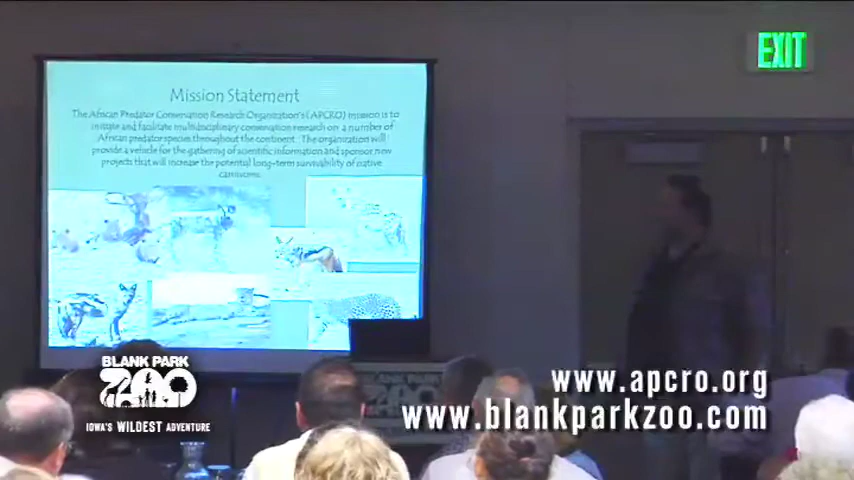 EXIT
Mission Statement
The African Predator Conservation Research Organization's (APCRO) mission is to
initiate and facilitate multidisciplinary conservation research on a number of
African predator species throughout the continent. The organization will
provide a vehicle for the gathering of scientific information and sponsor new
projects that will increase the potential long-term survivability of native
carnivores.
BLANK PARK
ZOO
IOWA'S WILDEST ADVENTURE
BLANK PARK
ZOO
www.apcro.org
www.blankparkzoo.com